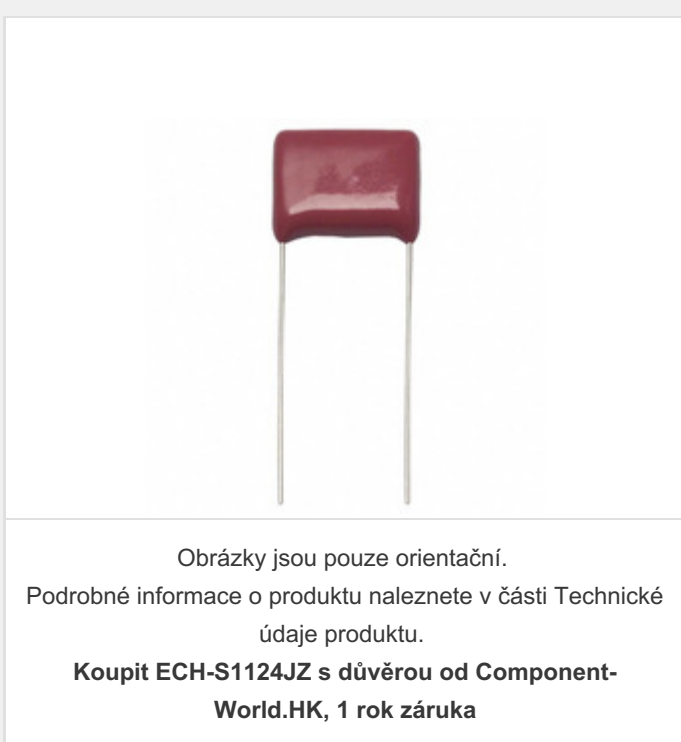 Obrázky jsou pouze orientační.
Podrobné informace o produktu naleznete v části Technické
údaje produktu.
Koupit ECH-S1124JZ s důvěrou od Component-
World.HK, 1 rok záruka